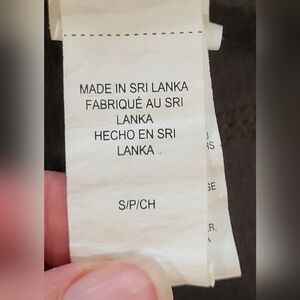 MADE IN SRI LANKA
FABRIQUÉ AU SRI
LANKA
HECHO EN SRI
LANKA
S/P/CH